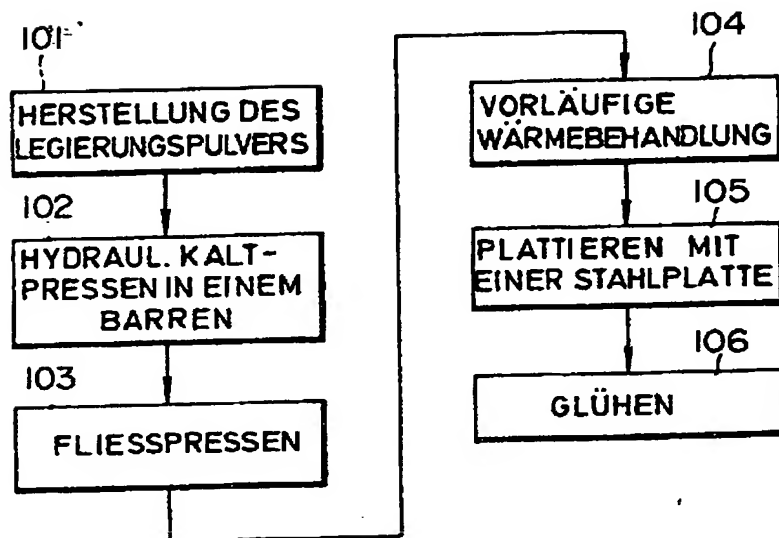 101
HERSTELLUNG DES
LEGIERUNGSPULVERS
102
HYDRAUL. KALT-
PRESSEN IN EINEM
BARREN
103
FLIESSPRESSEN
104
VORLÄUFIGE
WÄRMEBEHANDLUNG
105
PLATTIEREN MIT
EINER STAHLPLATTE
106
GLÜHEN